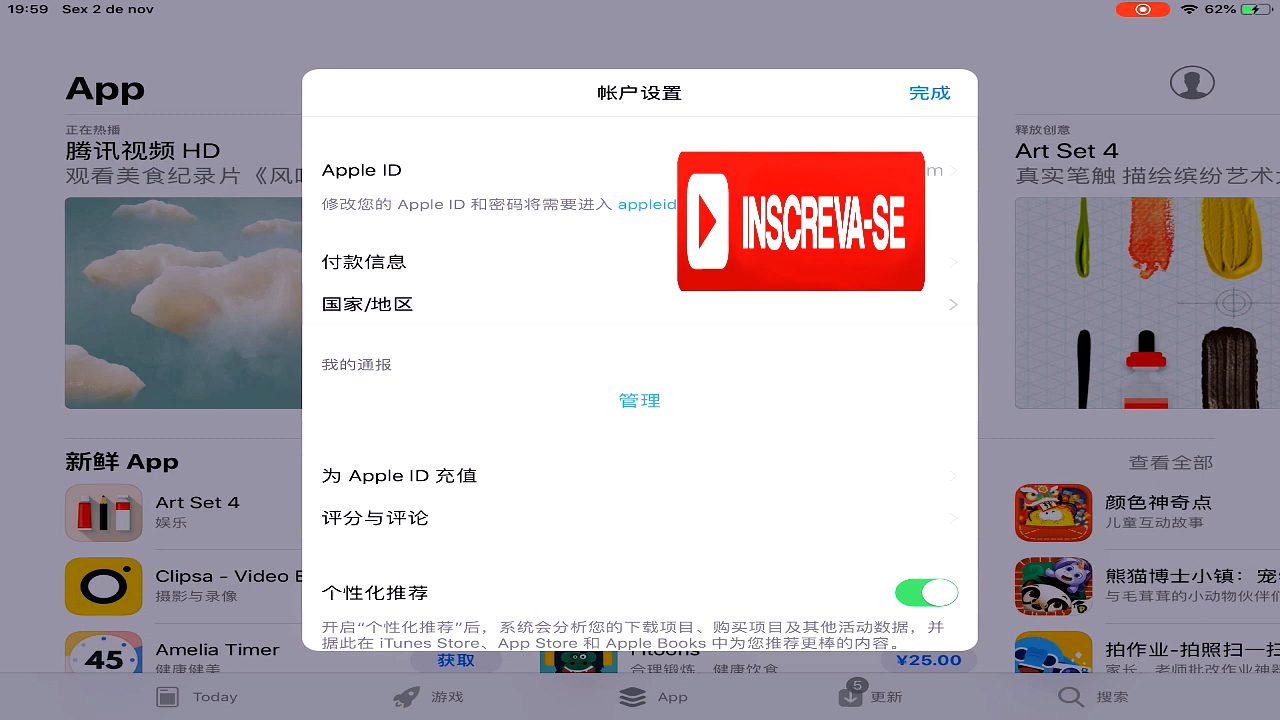 19:59 Sex 2 de nov
62%
App
正在热播
腾讯视频 HD
观看美食纪录片《风
帐户设置
完成
Apple ID
m
修改您的 Apple ID 和密码将需要进入 appleid
INSCREVA-SE
付款信息
国家/地区
我的通报
管理
为 Apple ID 充值
评分与评论
个性化推荐
开启“个性化推荐”后，系统会分析您的下载项目、购买项目及其他活动数据，并
据此在 iTunes Store、App Store 和 Apple Books 中为您推荐更棒的内容。
释放创意
Art Set 4
真实笔触 描绘缤纷艺术
新鲜 App
查看全部
Art Set 4
娱乐
Clipsa - Video
摄影与录像
45
Amelia Timer
健康健美
获取
合理锻炼，健康饮食
¥25.00
颜色神奇点
儿童互动故事
熊猫博士小镇：宠
与毛茸茸的小动物伙伴们
拍作业-拍照扫一扫
家长、老师批改作业神
Today
游戏
App
5
更新
搜索